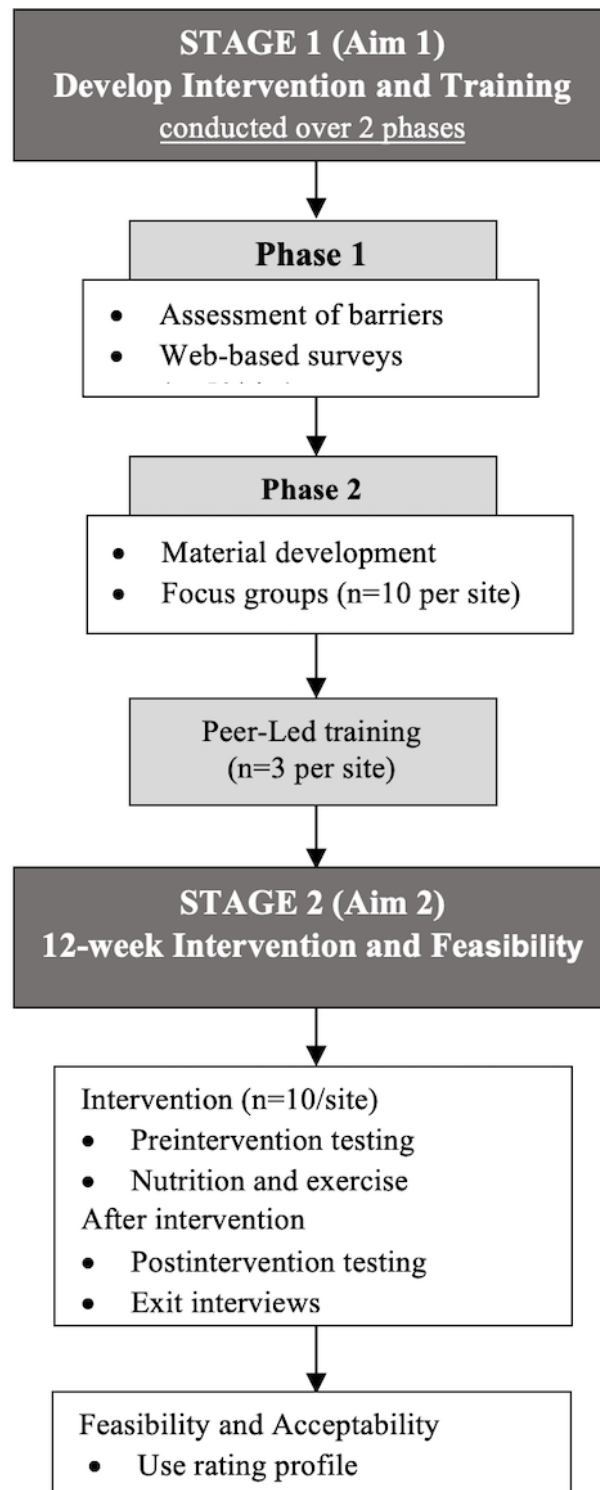 STAGE 1 (Aim 1)
Develop Intervention and Training
conducted over 2 phases
Phase 1
• Assessment of barriers
• Web-based surveys
Phase 2
• Material development
• Focus groups (n=10 per site)
Peer-Led training
(n=3 per site)
STAGE 2 (Aim 2)
12-week Intervention and Feasibility
Intervention (n=10/site)
• Preintervention testing
• Nutrition and exercise
After intervention
• Postintervention testing
• Exit interviews
Feasibility and Acceptability
• Use rating profile